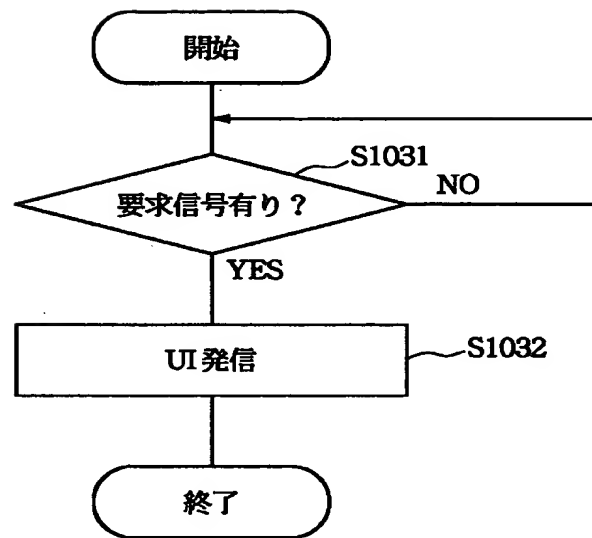 開始
S1031
要求信号有り？
NO
YES
UI発信
S1032
終了